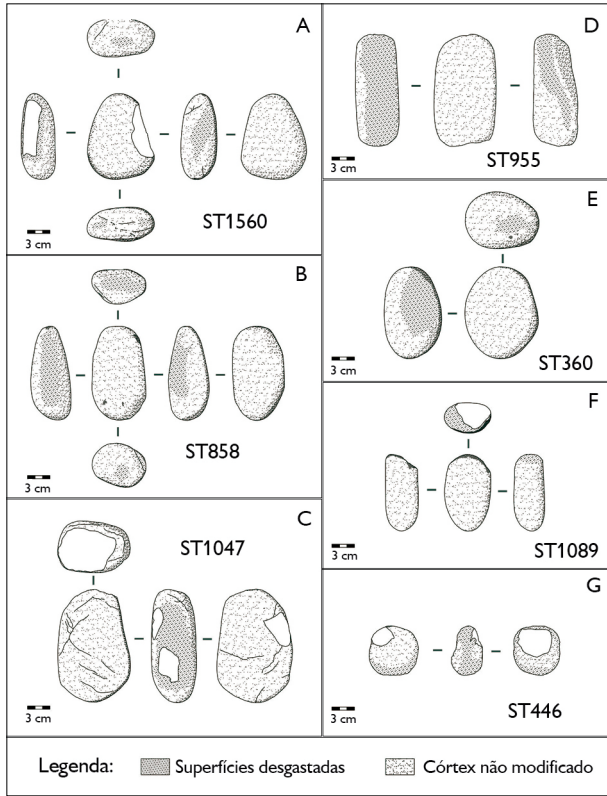 A
3 cm
ST1560
B
3 cm
ST858
C
ST1047
3 cm
D
3 cm
ST955
E
3 cm
ST360
F
3 cm
ST1089
G
3 cm
ST446
Legenda: Superfícies desgastadas Córtex não modificado